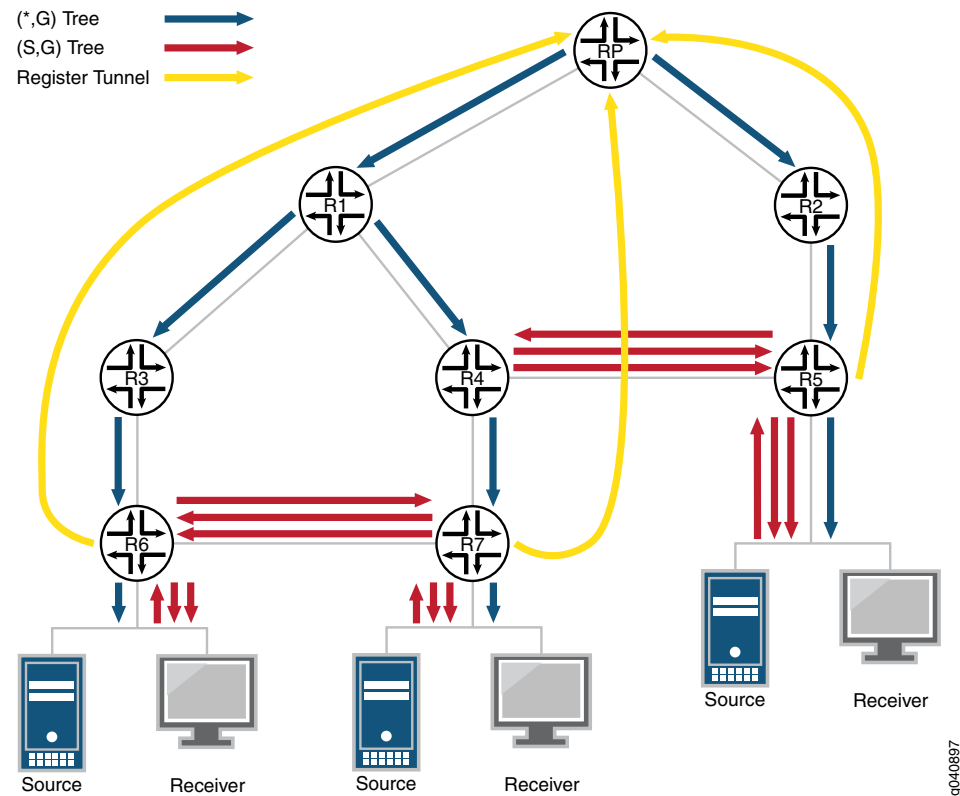 (*,G) Tree
(S,G) Tree
Register Tunnel
RP
R1
R2
R3
R4
R5
R6
R7
Source
Receiver
Source
Receiver
Source
Receiver
g040897